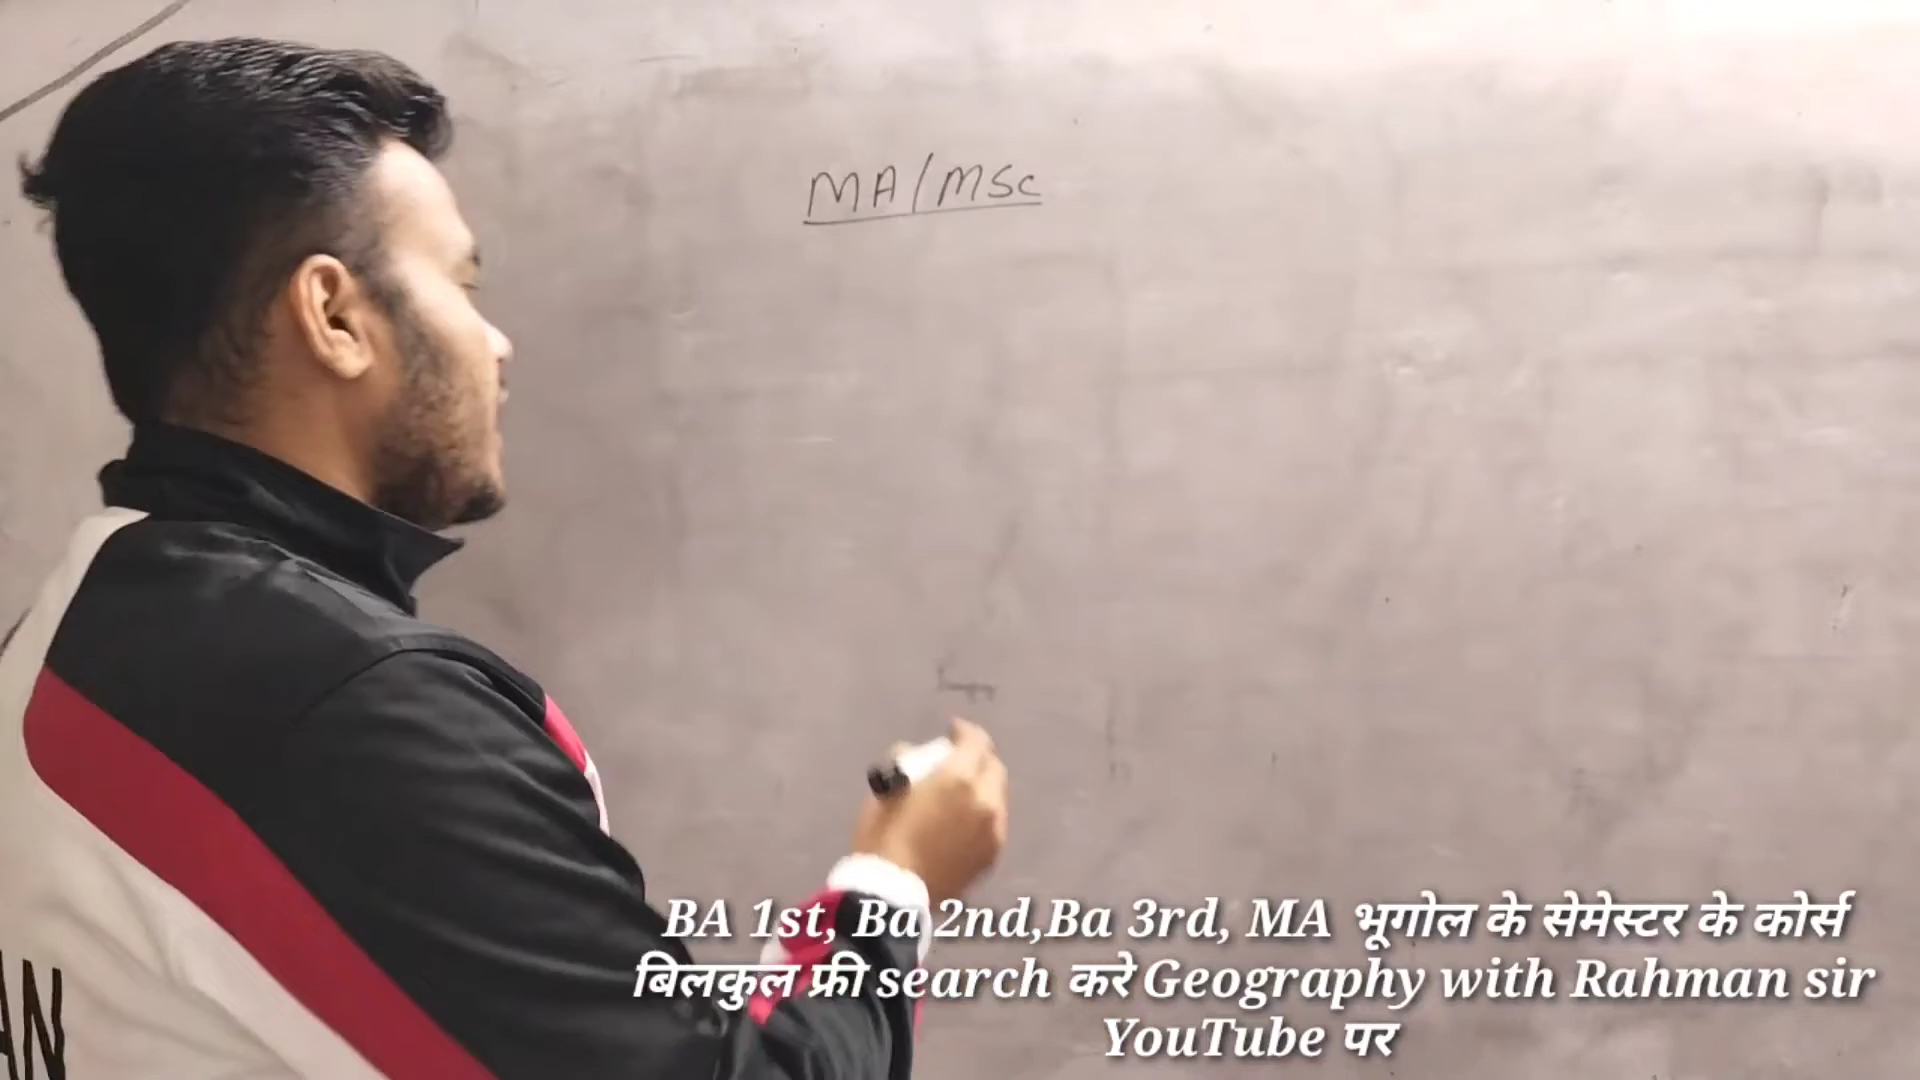 MA/MSc
BA 1st, Ba 2nd,Ba 3rd, MA भूगोल के सेमेस्टर के कोर्स
बिलकुल फ्री search करे Geography with Rahman sir
YouTube पर
AN